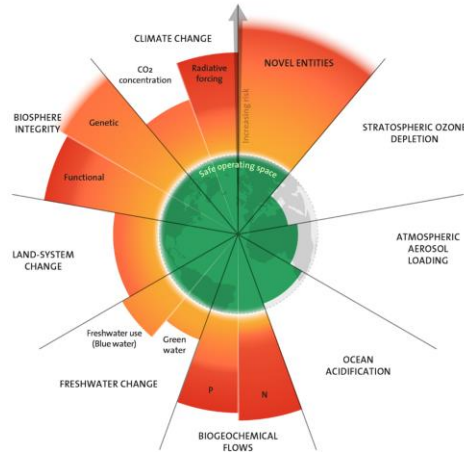 CLIMATE CHANGE
CO2
concentration
Radiative
forcing
Increasing risk
NOVEL ENTITIES
STRATOSPHERIC OZONE
DEPLETION
ATMOSPHERIC
AEROSOL
LOADING
OCEAN
ACIDIFICATION
BIOGEOCHEMICAL
FLOWS
P
N
FRESHWATER CHANGE
Green
water
Freshwater use
(Blue water)
LAND-SYSTEM
CHANGE
BIOSPHERE
INTEGRITY
Genetic
Functional
Safe operating space